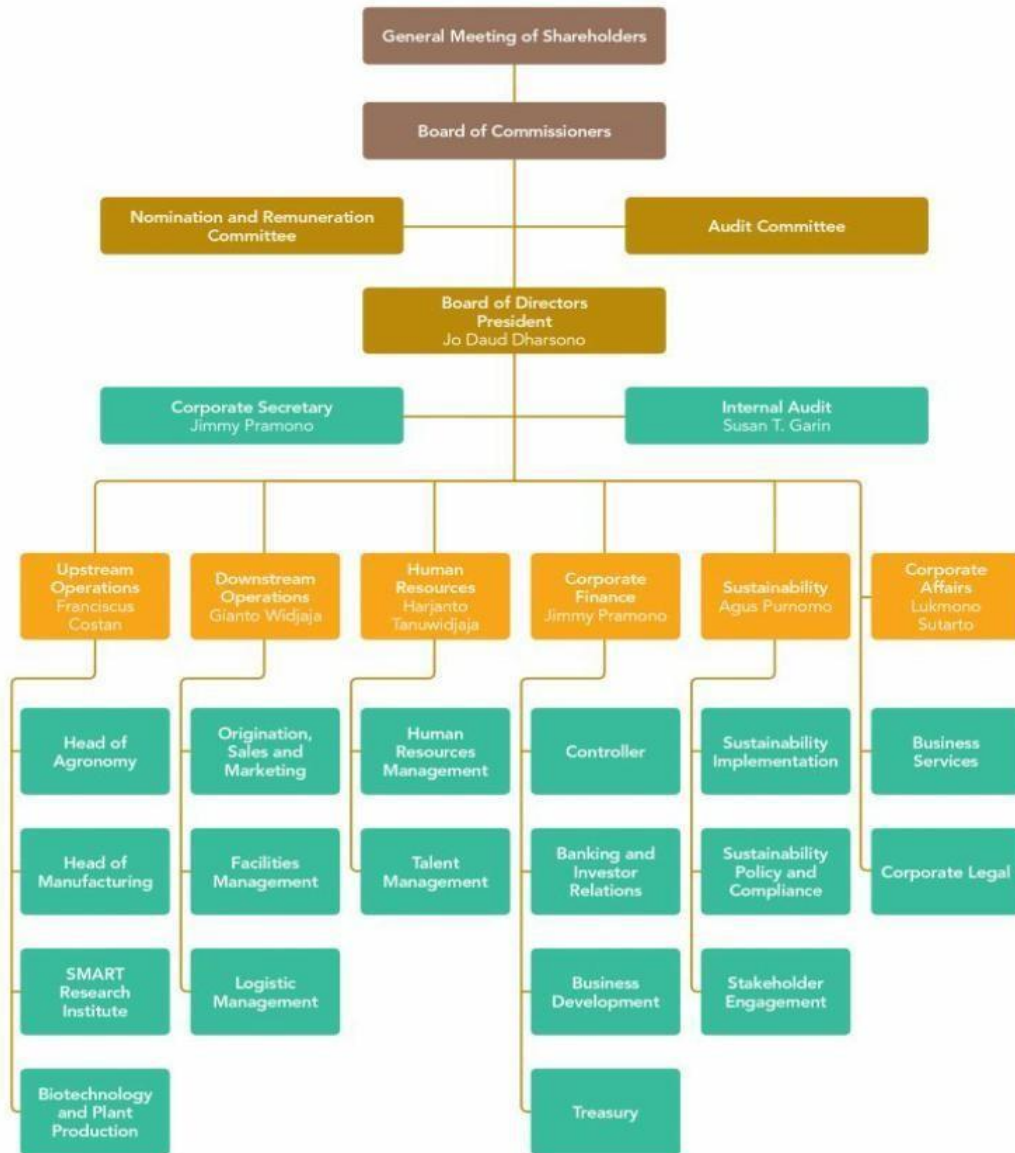 General Meeting of Shareholders
Board of Commissioners
Nomination and Remuneration
Committee
Audit Committee
Board of Directors
President
Jo Daud Dharsono
Corporate Secretary
Jimmy Pramono
Internal Audit
Susan T. Garin
Upstream
Operations
Franciscus
Costan
Downstream
Operations
Gianto Widjaja
Human
Resources
Harjanto
Tanuwidjaja
Corporate
Finance
Jimmy Pramono
Sustainability
Agus Purnomo
Corporate
Affairs
Lukmono
Sutarto
Head of
Agronomy
Origination,
Sales and
Marketing
Human
Resources
Management
Controller
Sustainability
Implementation
Business
Services
Head of
Manufacturing
Facilities
Management
Talent
Management
Banking and
Investor
Relations
Sustainability
Policy and
Compliance
Corporate Legal
SMART
Research
Institute
Logistic
Management
Business
Development
Stakeholder
Engagement
Biotechnology
and Plant
Production
Treasury